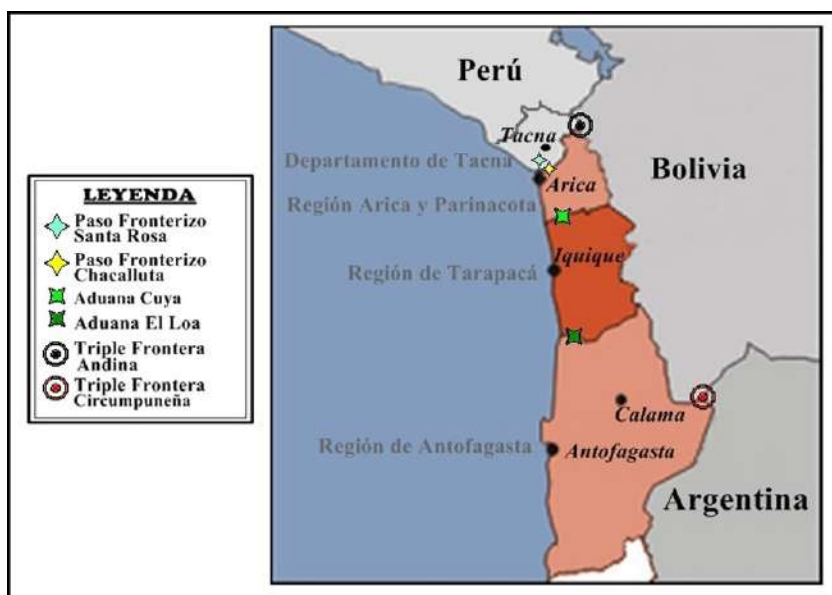 LEYENDA
Paso Fronterizo
Santa Rosa
Paso Fronterizo
Chacalluta
Aduana Cuya
Aduana El Loa
Triple Frontera
Andina
Triple Frontera
Circumpuneña
Perú
Tacna
Departamento de Tacna
Bolivia
Arica
Región Arica y Parinacota
Iquique
Región de Tarapacá
Calama
Región de Antofagasta
Antofagasta
Argentina